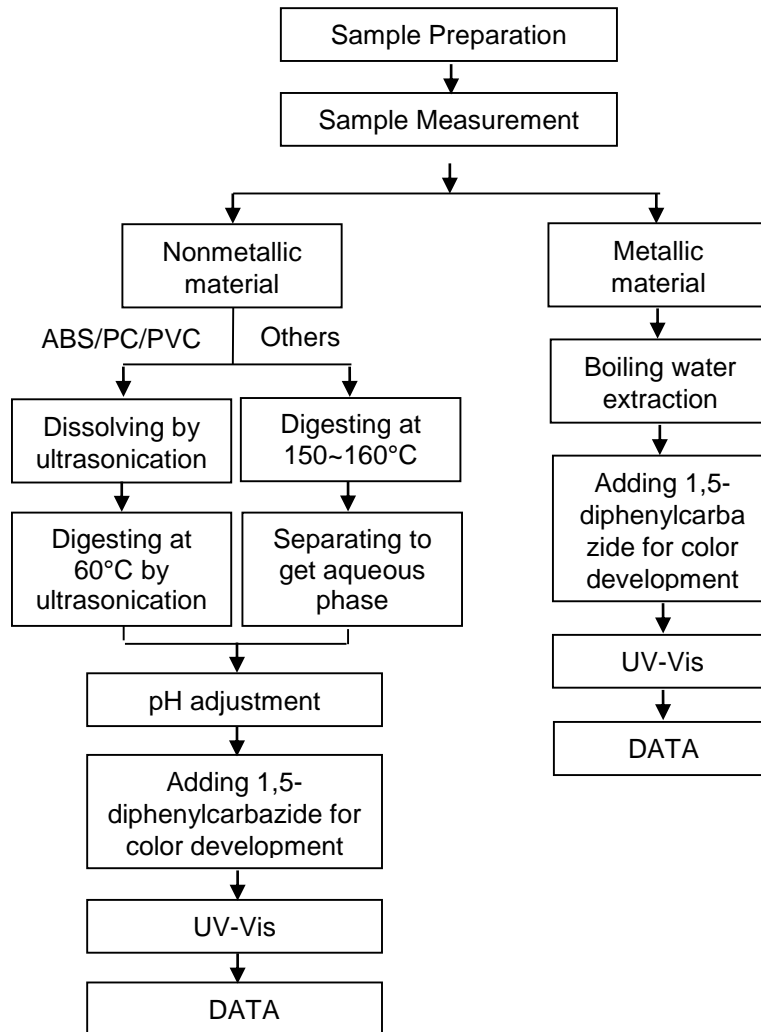 Sample Preparation
Sample Measurement
Nonmetallic
material
ABS/PC/PVC
Others
Dissolving by
ultrasonication
Digesting at
150~160°C
Digesting at
60°C by
ultrasonication
Separating to
get aqueous
phase
pH adjustment
Adding 1,5-
diphenylcarbazide for
color development
UV-Vis
DATA
Metallic
material
Boiling water
extraction
Adding 1,5-
diphenylcarba
zide for color
development
UV-Vis
DATA